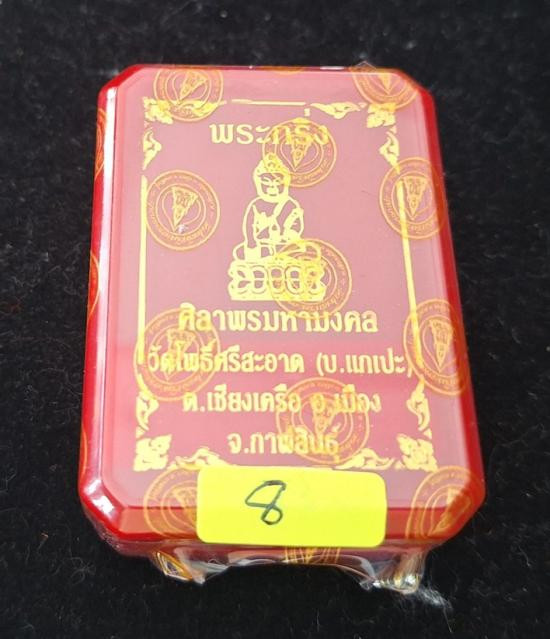 พระกริ่ง
ศิลาพรมหามงคล
วัดโพธิ์ศรีสะอาด (บ.แกเปะ)
ต.เชียงเครือ อ.เมือง
จ.กาฬสินธุ์
8